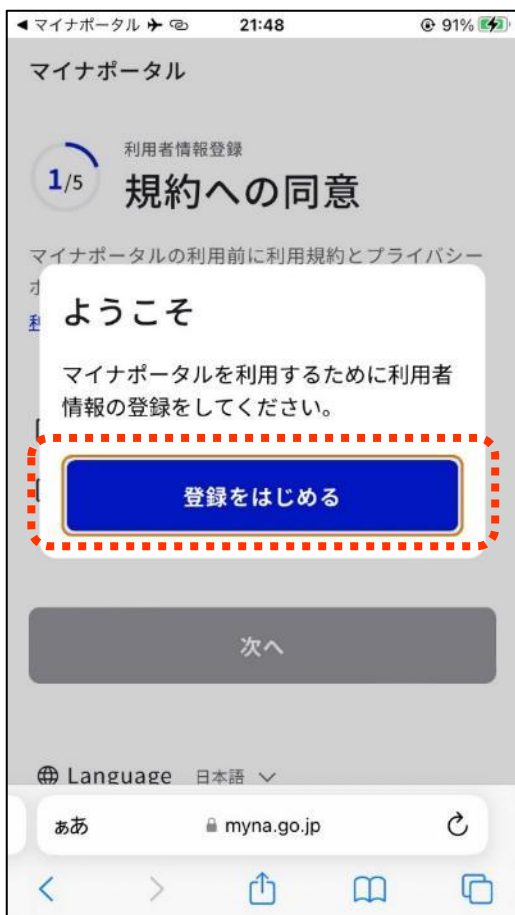 マイナポータル 21:48 91%
マイナポータル
利用者情報登録
1/5
規約への同意
マイナポータルの利用前に利用規約とプライバシー
ようこそ
マイナポータルを利用するために利用者
情報の登録をしてください。
登録をはじめる
次へ
Language 日本語
ぁあ myna.go.jp